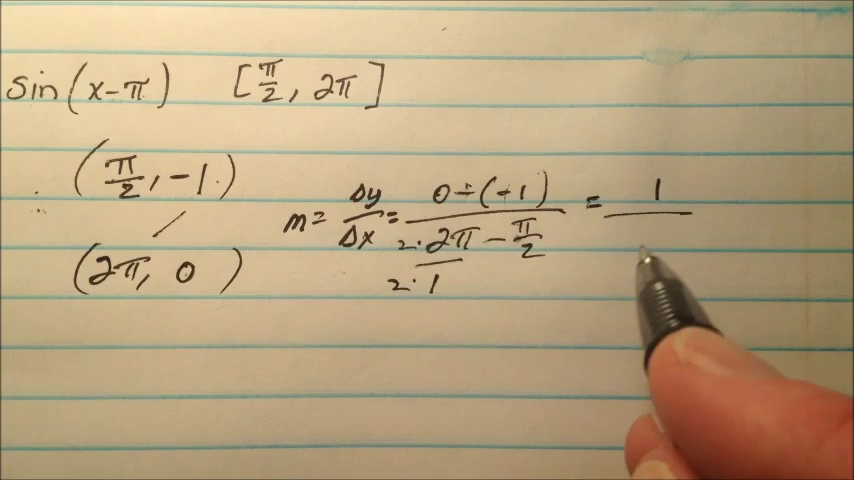 sin(x-π) [π/2, 2π]
(π/2, -1)
m= Δy/Δx = 0-(-1) / 2·2π/2·1 - π/2 = 1/
(2π, 0)